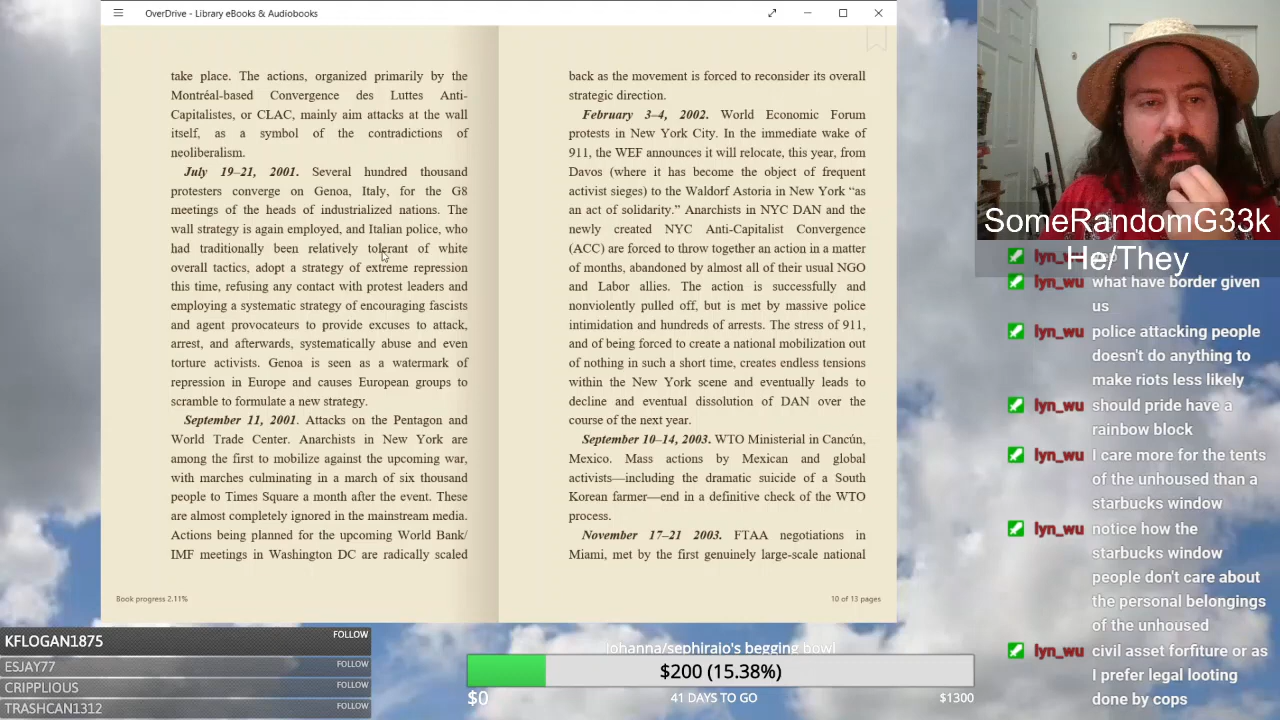 OverDrive - Library eBooks & Audiobooks
take place. The actions, organized primarily by the
Montréal-based Convergence des Luttes Anti-
Capitalistes, or CLAC, mainly aim attacks at the wall
itself, as a symbol of the contradictions of
neoliberalism.
July 19–21, 2001. Several hundred thousand
protesters converge on Genoa, Italy, for the G8
meetings of the heads of industrialized nations. The
wall strategy is again employed, and Italian police, who
had traditionally been relatively tolerant of white
overall tactics, adopt a strategy of extreme repression
this time, refusing any contact with protest leaders and
employing a systematic strategy of encouraging fascists
and agent provocateurs to provide excuses to attack,
arrest, and afterwards, systematically abuse and even
torture activists. Genoa is seen as a watermark of
repression in Europe and causes European groups to
scramble to formulate a new strategy.
September 11, 2001. Attacks on the Pentagon and
World Trade Center. Anarchists in New York are
among the first to mobilize against the upcoming war,
with marches culminating in a march of six thousand
people to Times Square a month after the event. These
are almost completely ignored in the mainstream media.
Actions being planned for the upcoming World Bank/
IMF meetings in Washington DC are radically scaled
Book progress 2.11%
back as the movement is forced to reconsider its overall
strategic direction.
February 3–4, 2002. World Economic Forum
protests in New York City. In the immediate wake of
911, the WEF announces it will relocate, this year, from
Davos (where it has become the object of frequent
activist sieges) to the Waldorf Astoria in New York “as
an act of solidarity.” Anarchists in NYC DAN and the
newly created NYC Anti-Capitalist Convergence
(ACC) are forced to throw together an action in a matter
of months, abandoned by almost all of their usual NGO
and Labor allies. The action is successfully and
nonviolently pulled off, but is met by massive police
intimidation and hundreds of arrests. The stress of 911,
and of being forced to create a national mobilization out
of nothing in such a short time, creates endless tensions
within the New York scene and eventually leads to
decline and eventual dissolution of DAN over the
course of the next year.
September 10–14, 2003. WTO Ministerial in Cancún,
Mexico. Mass actions by Mexican and global
activists—including the dramatic suicide of a South
Korean farmer—end in a definitive check of the WTO
process.
November 17–21 2003. FTAA negotiations in
Miami, met by the first genuinely large-scale national
10 of 13 pages
SomeRandomG33k
He/They
lyn_wu
lyn_wu what have border given
us
lyn_wu police attacking people
doesn't do anything to
make riots less likely
lyn_wu should pride have a
rainbow block
lyn_wu I care more for the tents
of the unhoused than a
starbucks window
lyn_wu notice how the
starbucks window
people don't care about
the personal belongings
of the unhoused
lyn_wu civil asset forfiture or as
I prefer legal looting
done by cops
KFLOGAN1875 FOLLOW
ESJAY77 FOLLOW
CRIPPLIOUS FOLLOW
TRASHCAN1312 FOLLOW
Johanna/sephiraio's begging bowl
$200 (15.38%)
$0 41 DAYS TO GO $1300